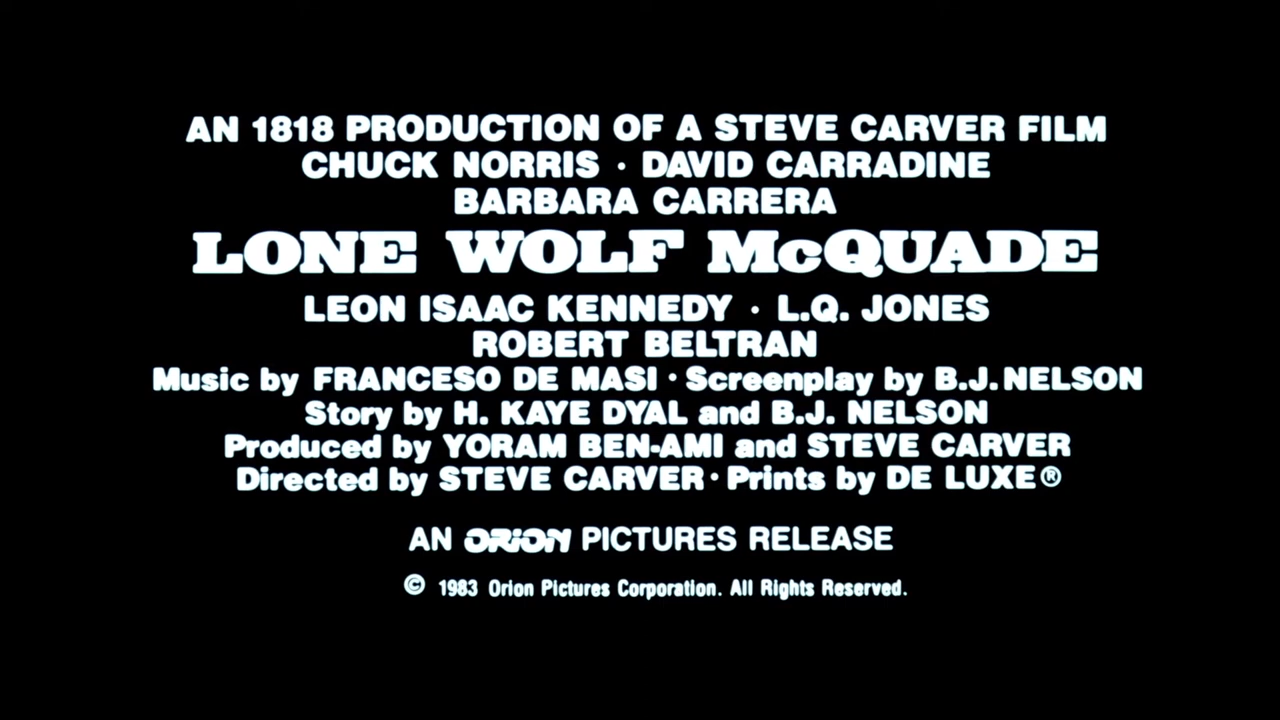 AN 1818 PRODUCTION OF A STEVE CARVER FILM
CHUCK NORRIS · DAVID CARRADINE
BARBARA CARRERA
LONE WOLF McQUADE
LEON ISAAC KENNEDY · L.Q. JONES
ROBERT BELTRAN
Music by FRANCESO DE MASI · Screenplay by B.J. NELSON
Story by H. KAYE DYAL and B.J. NELSON
Produced by YORAM BEN-AMI and STEVE CARVER
Directed by STEVE CARVER · Prints by DE LUXE®
AN ORION PICTURES RELEASE
© 1983 Orion Pictures Corporation. All Rights Reserved.